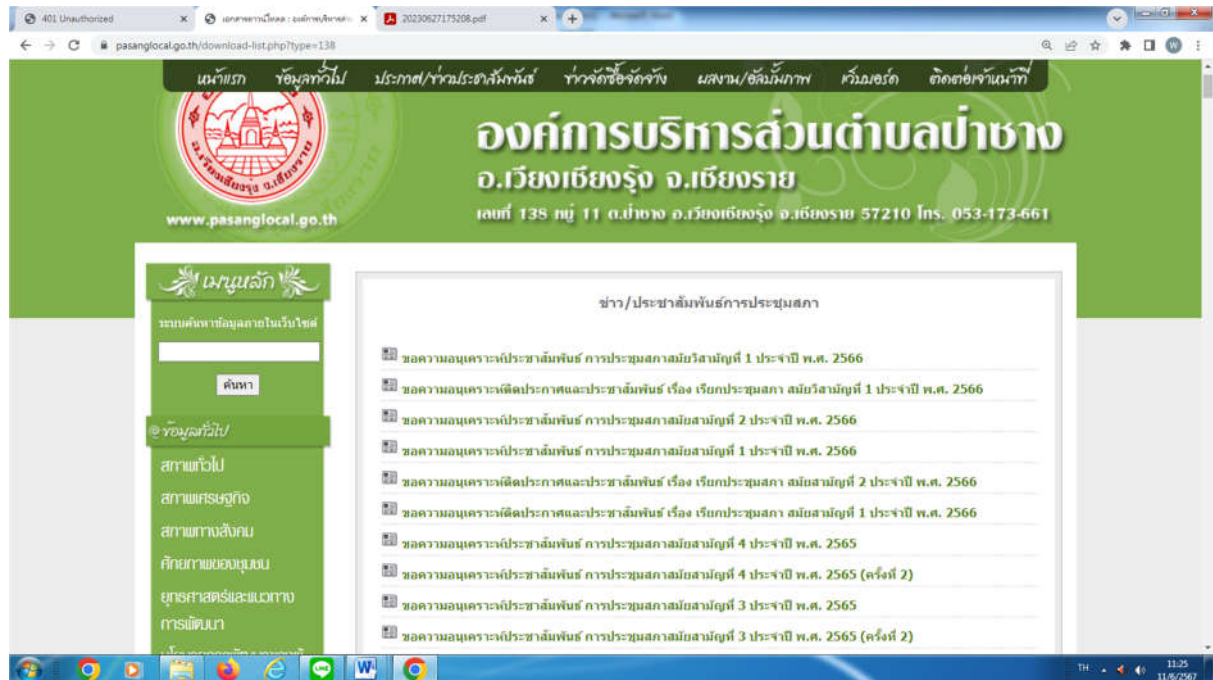 401 Unauthorized
เอกสารดาวน์โหลด : องค์การบริหารส่วน
20230627175208.pdf
pasanglocal.go.th/download-list.php?type=138
หน้าแรก ข้อมูลทั่วไป ประกาศ/ข่าวประชาสัมพันธ์ ข่าวจัดซื้อจัดจ้าง ผลงาน/อัลบั้มภาพ เว็บบอร์ด ติดต่อเจ้าหน้าที่
องค์การบริหารส่วนตำบลป่าซาง
อ.เวียงเชียงรุ้ง จ.เชียงราย
เลขที่ 138 หมู่ 11 ต.ป่าซาง อ.เวียงเชียงรุ้ง จ.เชียงราย 57210 โทร. 053-173-661
อ.เวียงเชียงรุ้ง จ.เชียงราย
www.pasanglocal.go.th
เมนูหลัก
ระบบค้นหาข้อมูลภายในเว็บไซต์
ค้นหา
ข้อมูลทั่วไป
สภาพทั่วไป
สภาพเศรษฐกิจ
สภาพทางสังคม
ศักยภาพของชุมชน
ยุทธศาสตร์และแนวทาง
การพัฒนา
ข่าว/ประชาสัมพันธ์การประชุมสภา
ขอความอนุเคราะห์ประชาสัมพันธ์ การประชุมสภาสมัยวิสามัญที่ 1 ประจำปี พ.ศ. 2566
ขอความอนุเคราะห์ติดประกาศและประชาสัมพันธ์ เรื่อง เรียกประชุมสภา สมัยวิสามัญที่ 1 ประจำปี พ.ศ. 2566
ขอความอนุเคราะห์ประชาสัมพันธ์ การประชุมสภาสมัยสามัญที่ 2 ประจำปี พ.ศ. 2566
ขอความอนุเคราะห์ประชาสัมพันธ์ การประชุมสภาสมัยสามัญที่ 1 ประจำปี พ.ศ. 2566
ขอความอนุเคราะห์ติดประกาศและประชาสัมพันธ์ เรื่อง เรียกประชุมสภา สมัยสามัญที่ 2 ประจำปี พ.ศ. 2566
ขอความอนุเคราะห์ติดประกาศและประชาสัมพันธ์ เรื่อง เรียกประชุมสภา สมัยสามัญที่ 1 ประจำปี พ.ศ. 2566
ขอความอนุเคราะห์ประชาสัมพันธ์ การประชุมสภาสมัยสามัญที่ 4 ประจำปี พ.ศ. 2565
ขอความอนุเคราะห์ประชาสัมพันธ์ การประชุมสภาสมัยสามัญที่ 4 ประจำปี พ.ศ. 2565 (ครั้งที่ 2)
ขอความอนุเคราะห์ประชาสัมพันธ์ การประชุมสภาสมัยสามัญที่ 3 ประจำปี พ.ศ. 2565
ขอความอนุเคราะห์ประชาสัมพันธ์ การประชุมสภาสมัยสามัญที่ 3 ประจำปี พ.ศ. 2565 (ครั้งที่ 2)
TH
11:25
11/6/2567